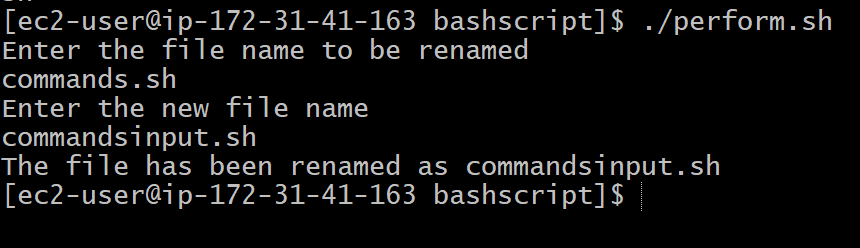 [ec2-user@ip-172-31-41-163 bashscript]$ ./perform.sh
Enter the file name to be renamed
commands.sh
Enter the new file name
commandsinput.sh
The file has been renamed as commandsinput.sh
[ec2-user@ip-172-31-41-163 bashscript]$